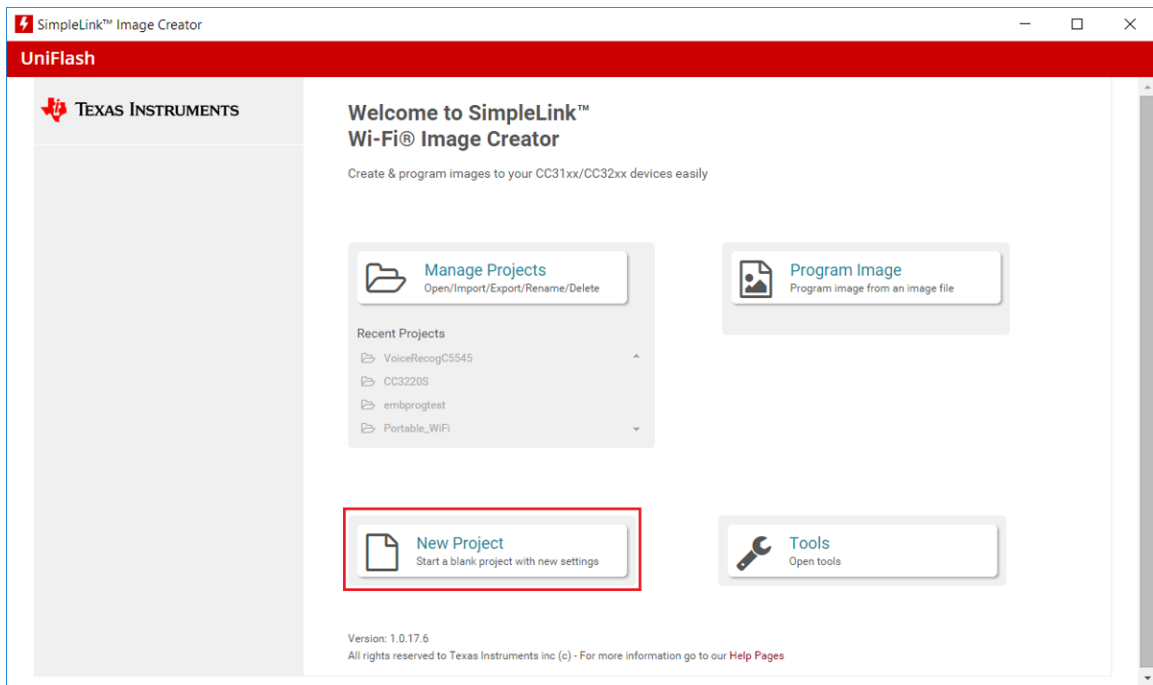 SimpleLink™ Image Creator
UniFlash
TEXAS INSTRUMENTS
Welcome to SimpleLink™
Wi-Fi® Image Creator
Create & program images to your CC31xx/CC32xx devices easily
Manage Projects
Open/Import/Export/Rename/Delete
Recent Projects
VoiceRecogC5545
CC3220S
embprogtest
Portable_WiFi
Program Image
Program image from an image file
New Project
Start a blank project with new settings
Tools
Open tools
Version: 1.0.17.6
All rights reserved to Texas Instruments inc (c) - For more information go to our Help Pages